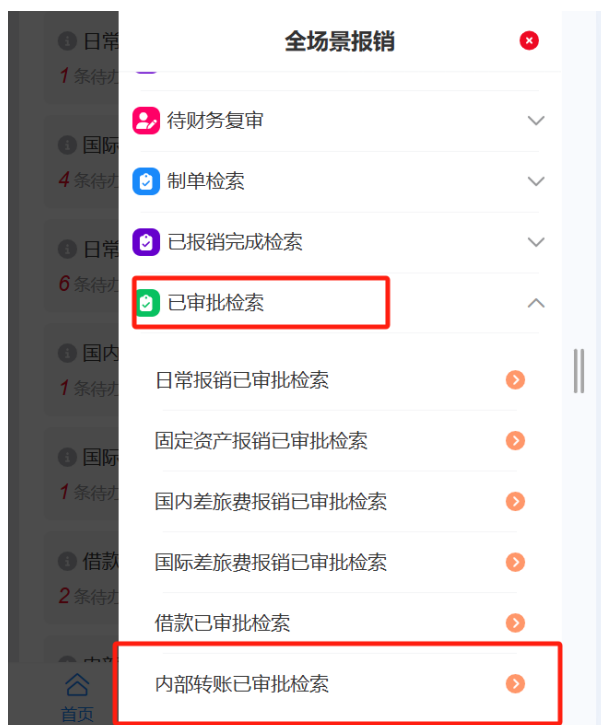 全场景报销
日常
1 条待办
待财务复审
国际
4 条待
制单检索
已报销完成检索
日常
6 条待
已审批检索
国内
1 条待
日常报销已审批检索
固定资产报销已审批检索
国际
1 条待办
国内差旅费报销已审批检索
国际差旅费报销已审批检索
借款
2 条待
借款已审批检索
内部转账已审批检索
首页